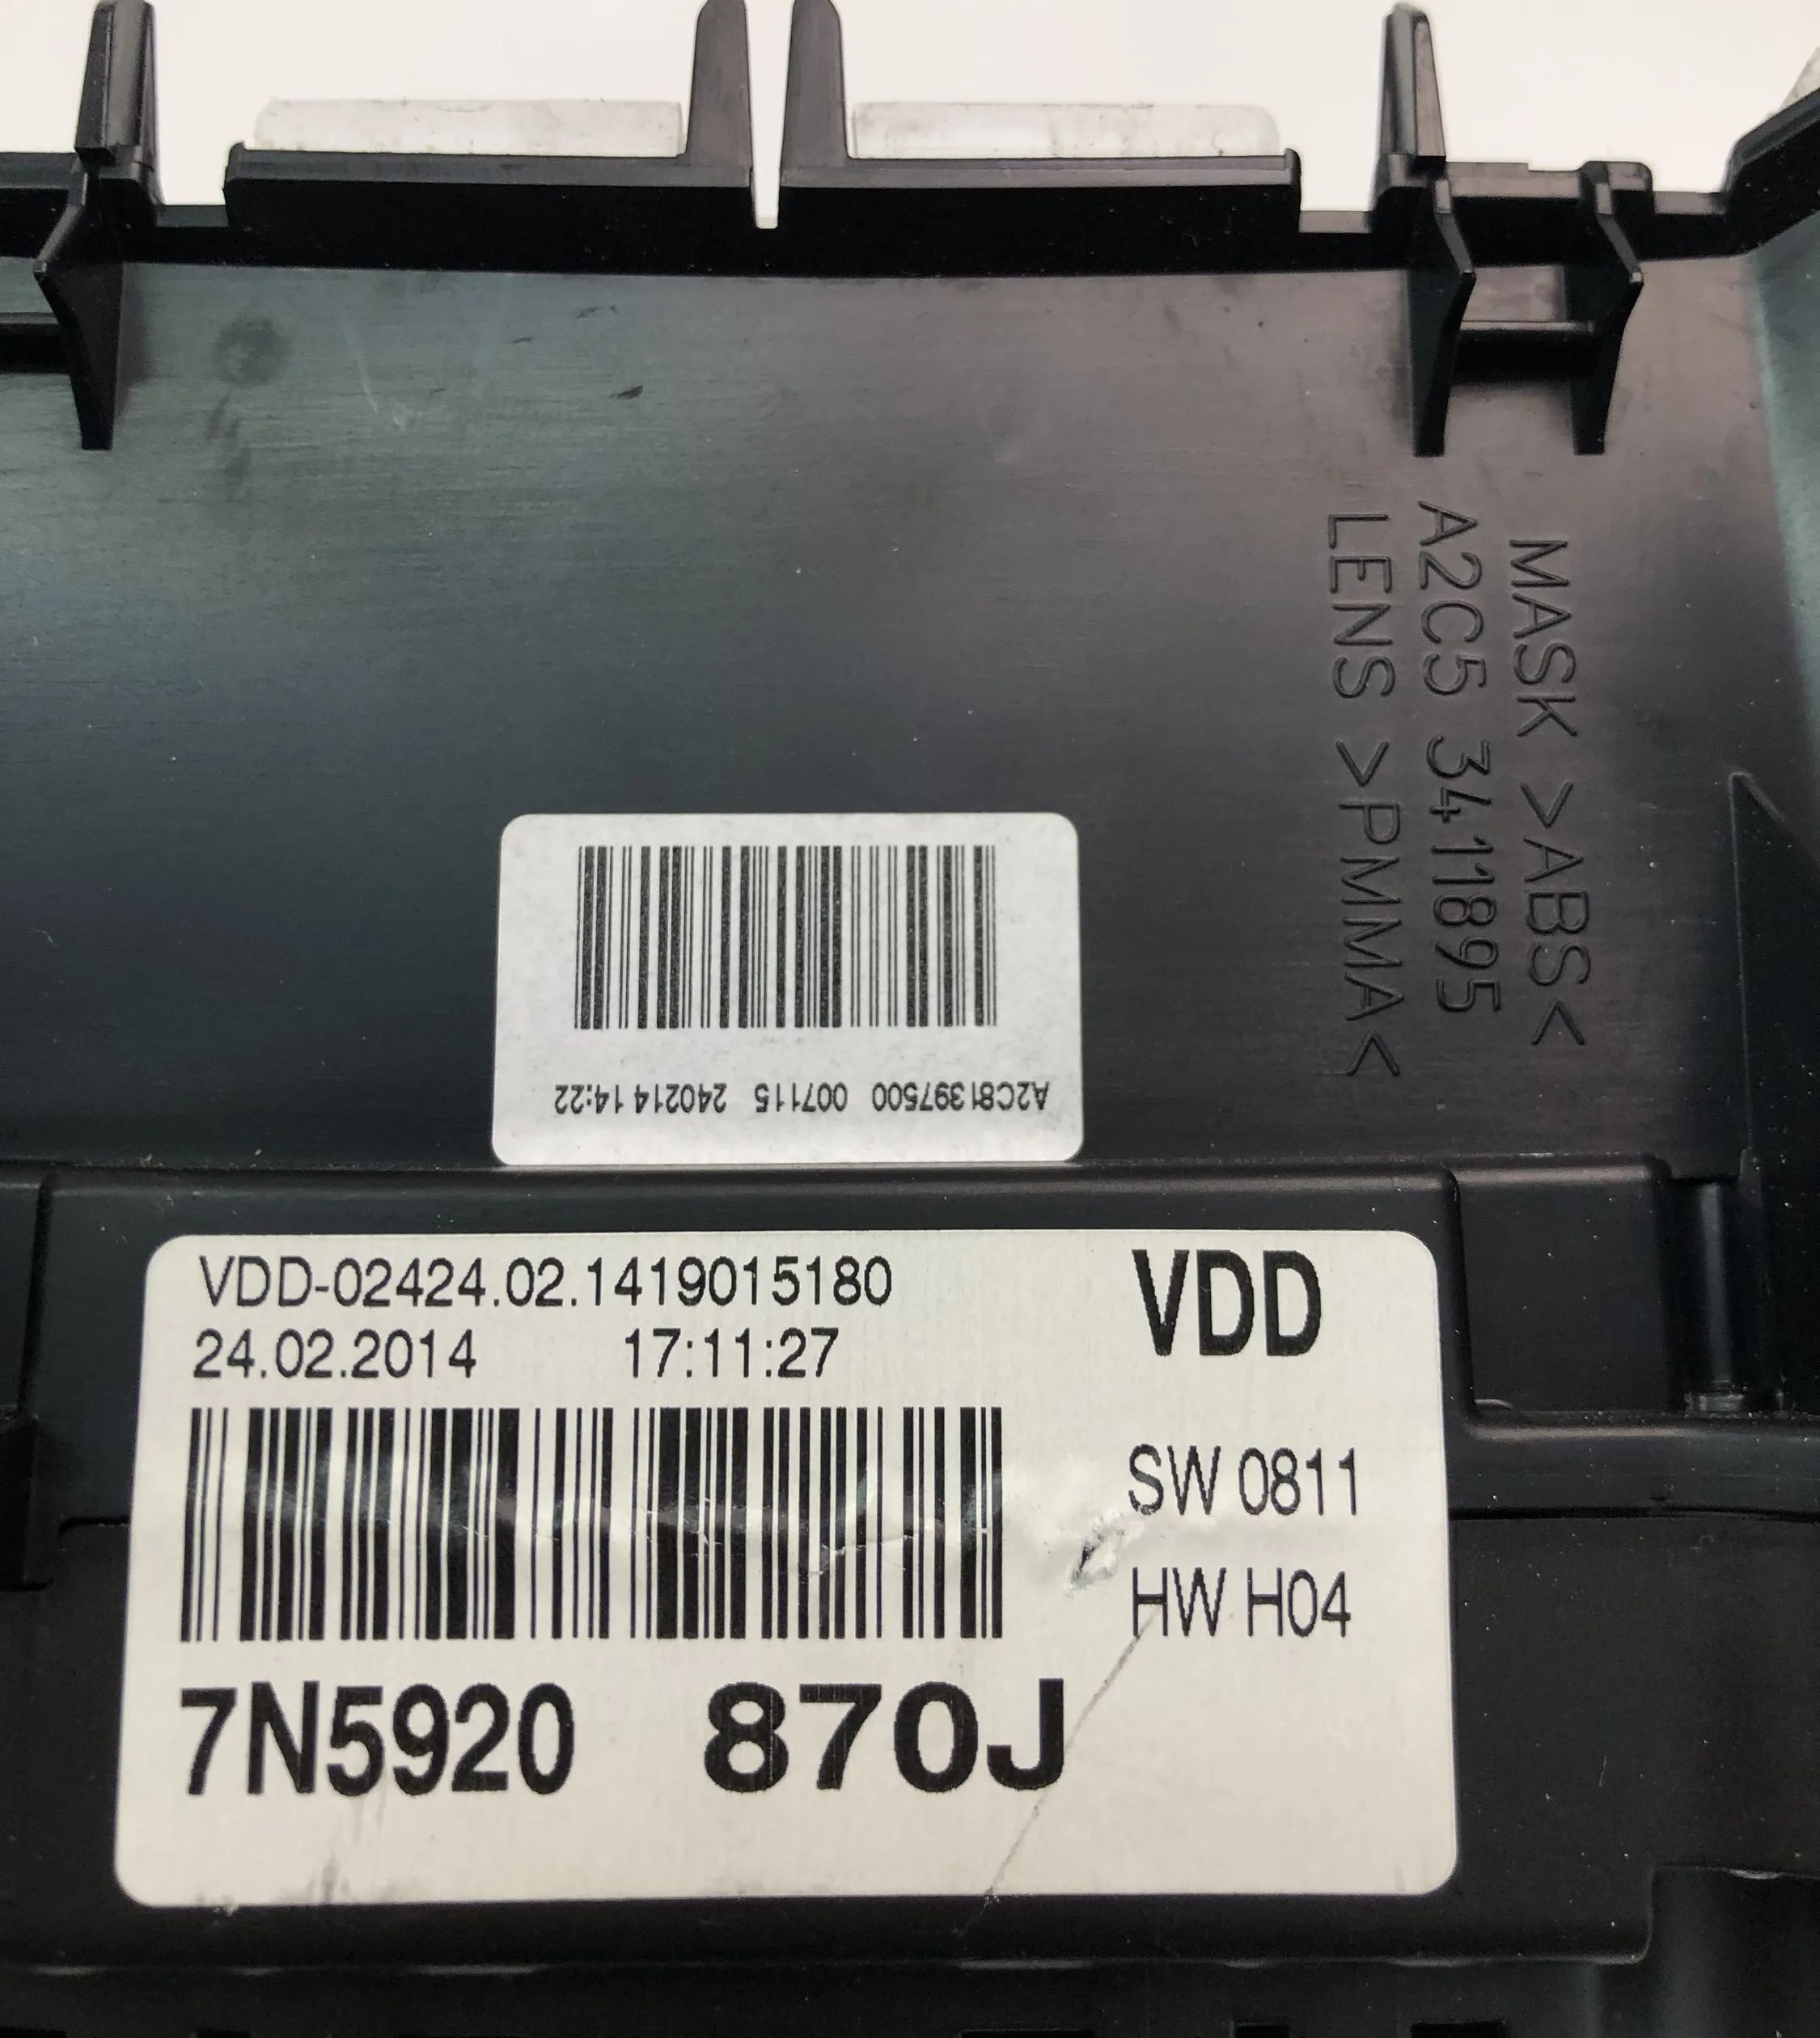 MASK >ABS<
A2C5 3411895
LENS >PMMA<
A2C81397500 007115 240214 14:22
VDD-02424.02.1419015180
24.02.2014 17:11:27
VDD
SW 0811
HW H04
7N5920 870J